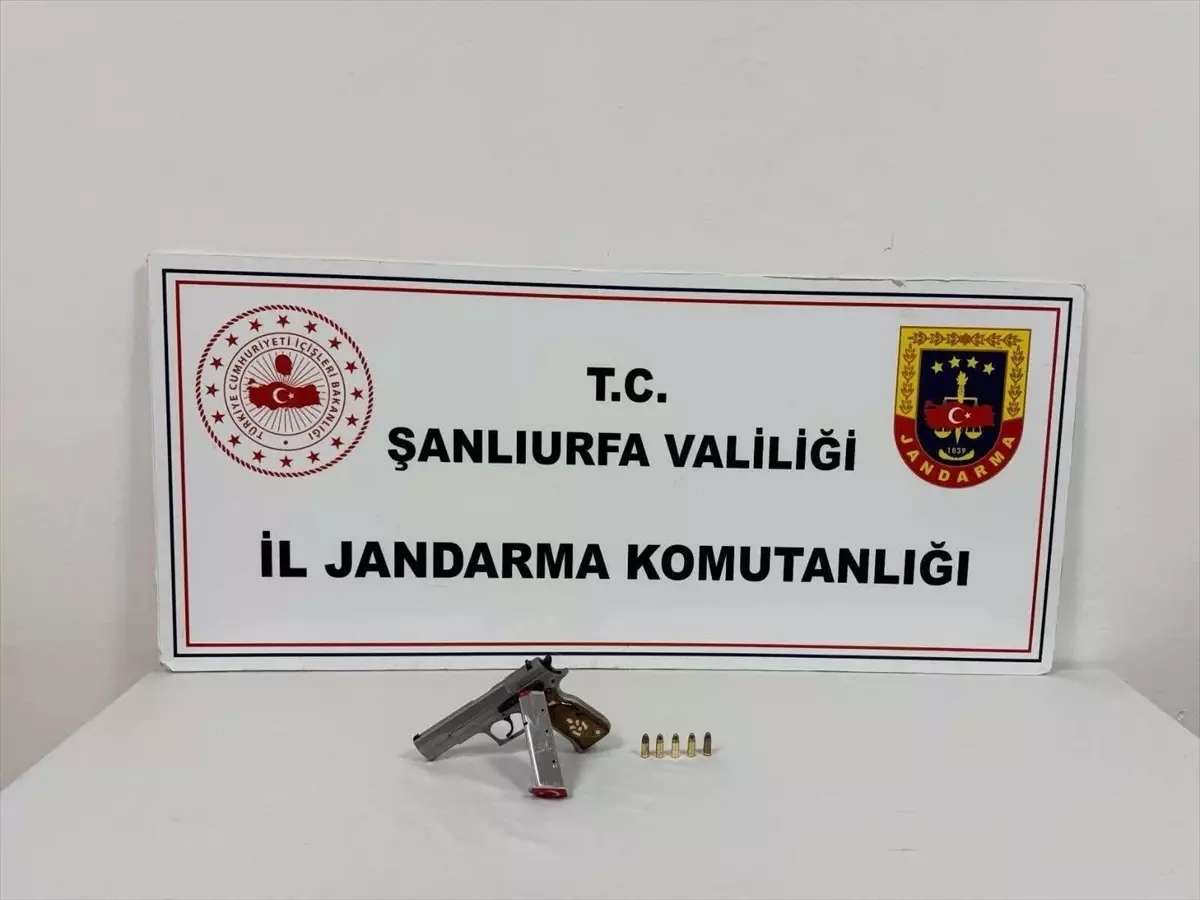 TÜRKİYE CUMHURİYETİ İÇİŞLERİ BAKANLIĞI
T.C.
ŞANLIURFA VALİLİĞİ
İL JANDARMA KOMUTANLIĞI
1839
JANDARMA